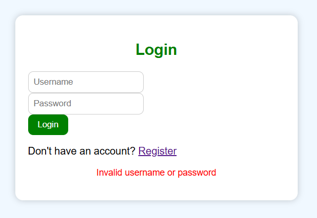 Login
Username
Password
Login
Don't have an account? Register
Invalid username or password